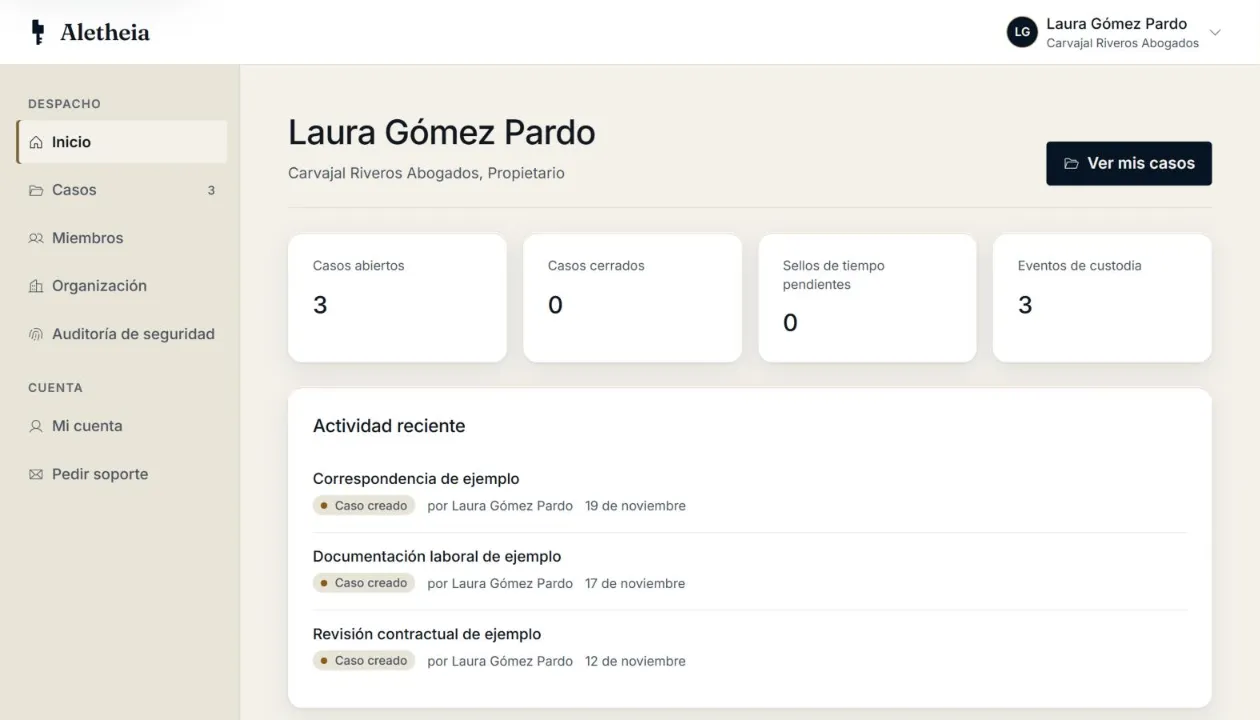 Aletheia
LG
Laura Gómez Pardo
Carvajal Riveros Abogados
DESPACHO
Inicio
Casos 3
Miembros
Organización
Auditoría de seguridad
CUENTA
Mi cuenta
Pedir soporte
Laura Gómez Pardo
Carvajal Riveros Abogados, Propietario
Ver mis casos
Casos abiertos
3
Casos cerrados
0
Sellos de tiempo
pendientes
0
Eventos de custodia
3
Actividad reciente
Correspondencia de ejemplo
Caso creado por Laura Gómez Pardo 19 de noviembre
Documentación laboral de ejemplo
Caso creado por Laura Gómez Pardo 17 de noviembre
Revisión contractual de ejemplo
Caso creado por Laura Gómez Pardo 12 de noviembre